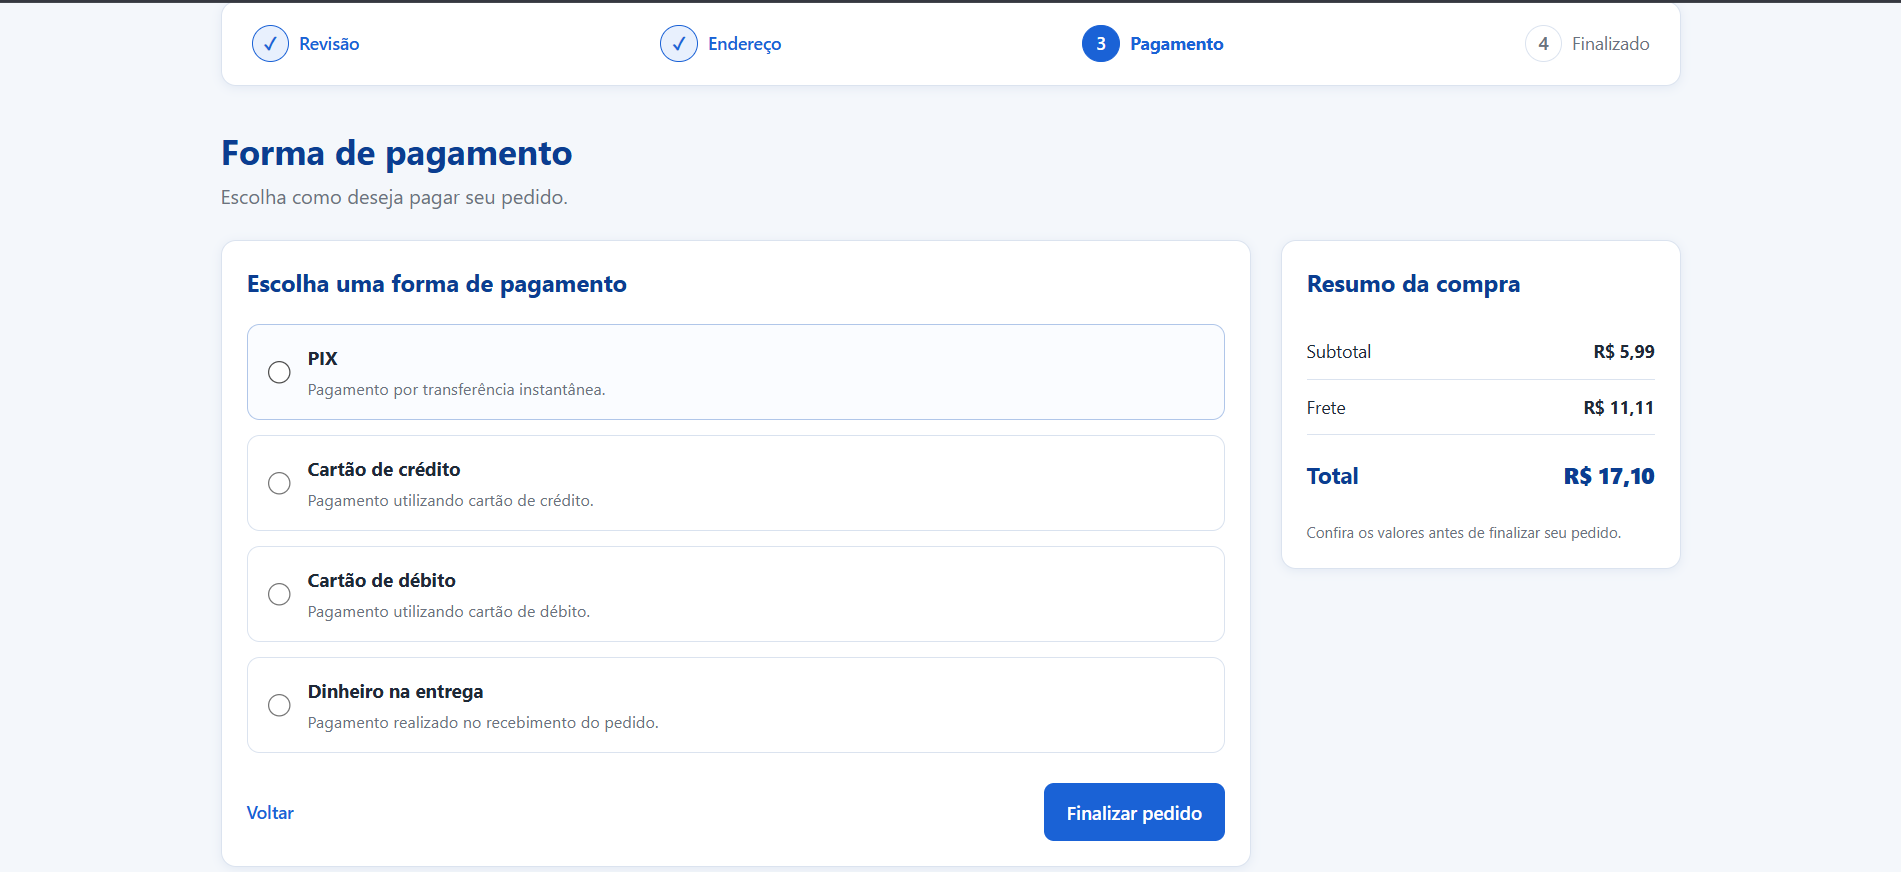 ✓ Revisão
✓ Endereço
3 Pagamento
4 Finalizado
Forma de pagamento
Escolha como deseja pagar seu pedido.
Escolha uma forma de pagamento
PIX
Pagamento por transferência instantânea.
Cartão de crédito
Pagamento utilizando cartão de crédito.
Cartão de débito
Pagamento utilizando cartão de débito.
Dinheiro na entrega
Pagamento realizado no recebimento do pedido.
Voltar
Finalizar pedido
Resumo da compra
Subtotal R$ 5,99
Frete R$ 11,11
Total R$ 17,10
Confira os valores antes de finalizar seu pedido.